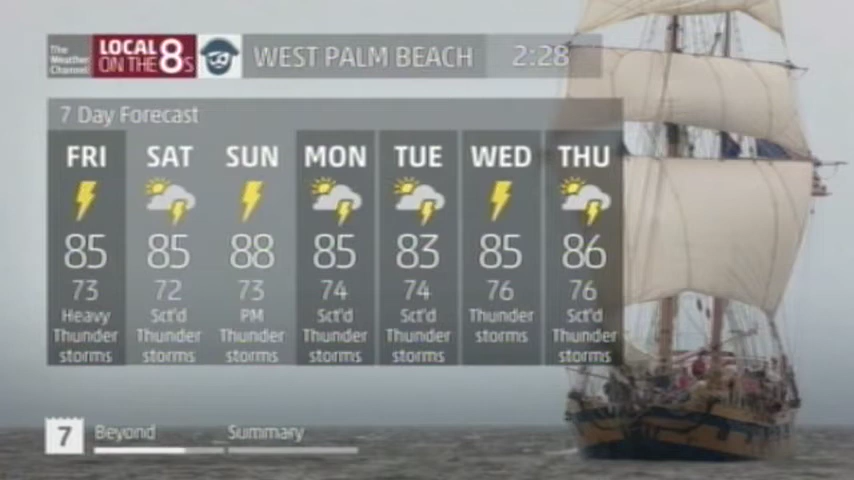 The Weather Channel
LOCAL ON THE 8s
WEST PALM BEACH 2:28
7 Day Forecast
FRI SAT SUN MON TUE WED THU
85 85 88 85 83 85 86
73 72 73 74 74 76 76
Heavy Thunder storms
Sct'd Thunder storms
PM Thunder storms
Sct'd Thunder storms
Sct'd Thunder storms
Thunder storms
Sct'd Thunder storms
7 Beyond Summary